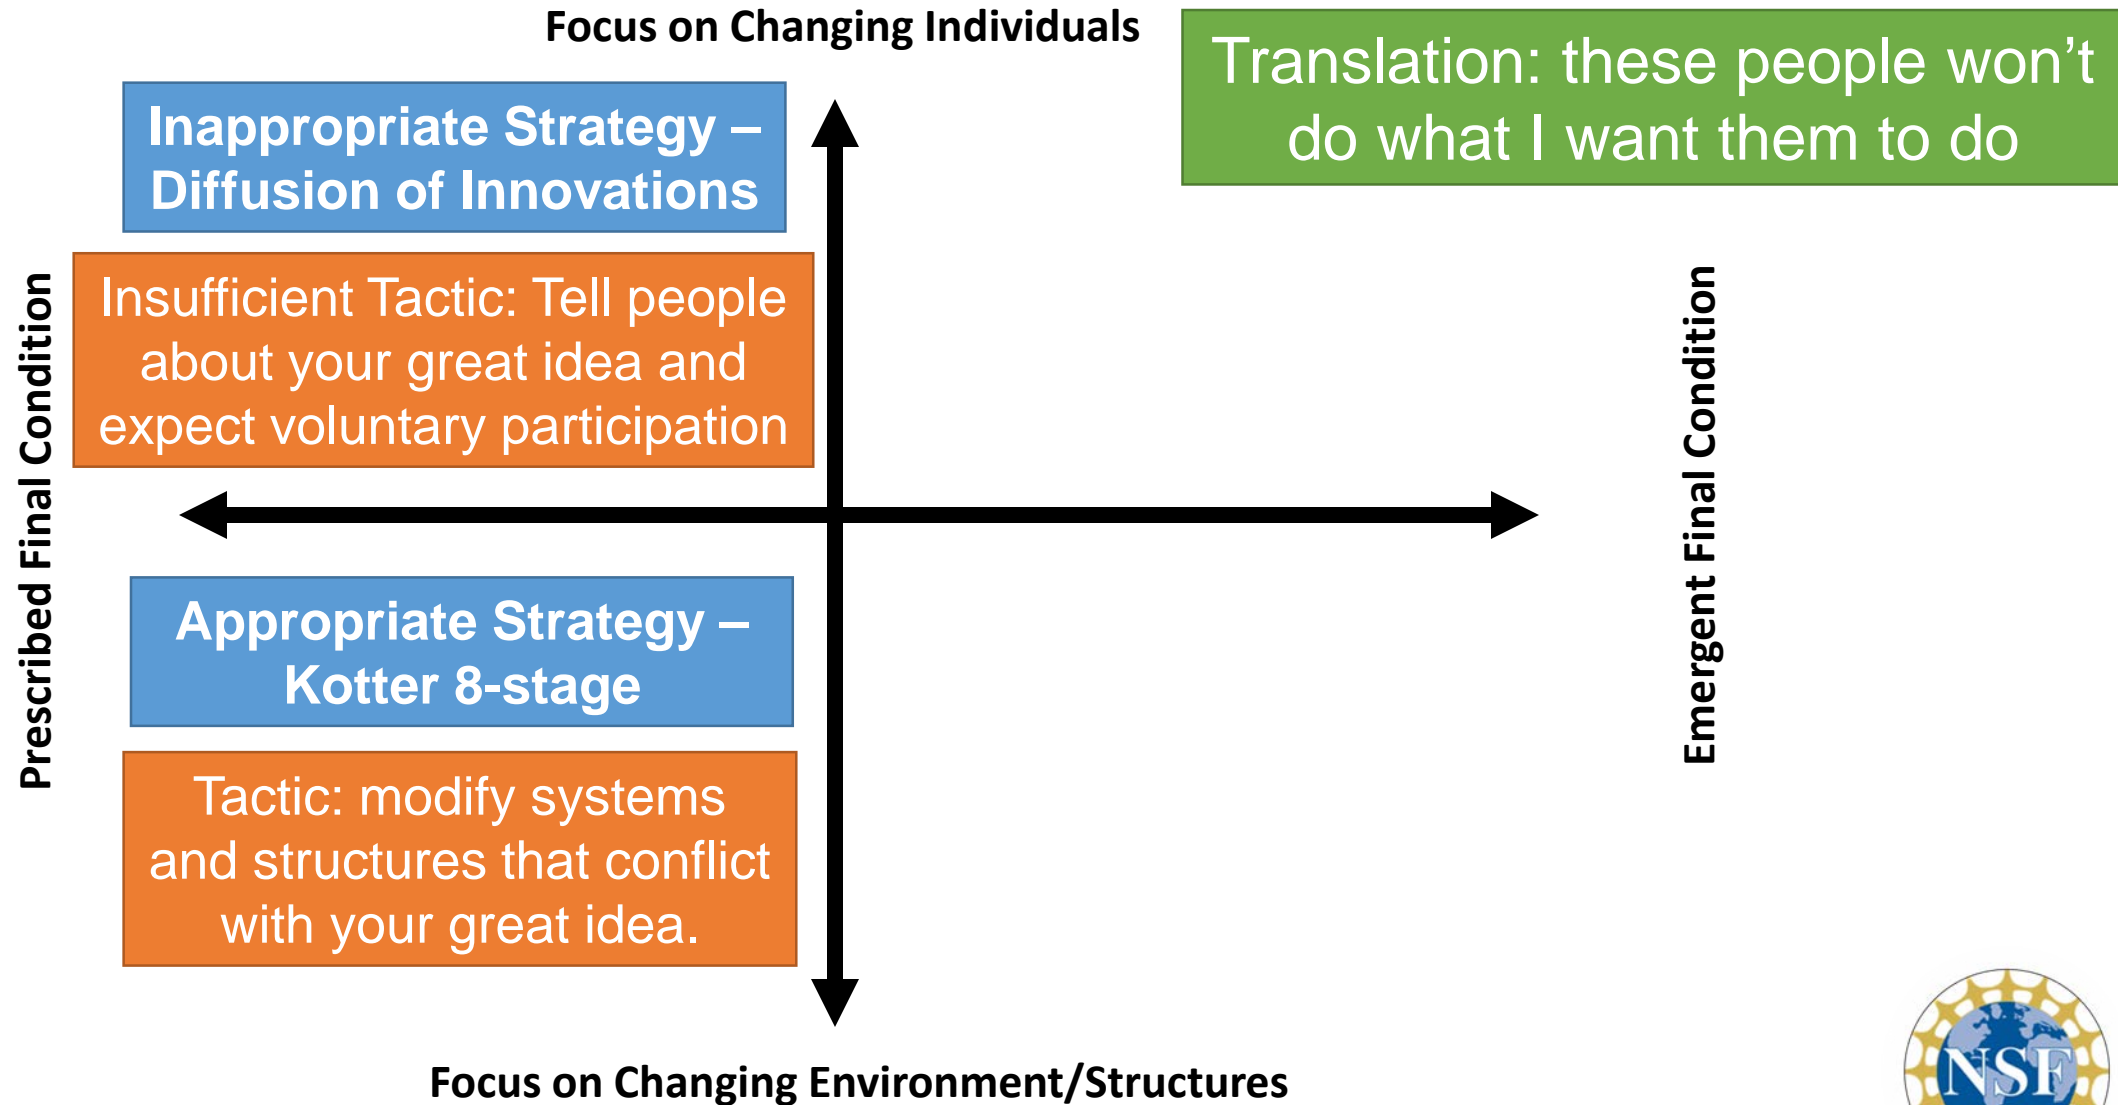 Focus on Changing Individuals
Translation: these people won’t
do what I want them to do
Inappropriate Strategy –
Diffusion of Innovations
Insufficient Tactic: Tell people
about your great idea and
expect voluntary participation
Prescribed Final Condition
Emergent Final Condition
Appropriate Strategy –
Kotter 8-stage
Tactic: modify systems
and structures that conflict
with your great idea.
Focus on Changing Environment/Structures
NSF